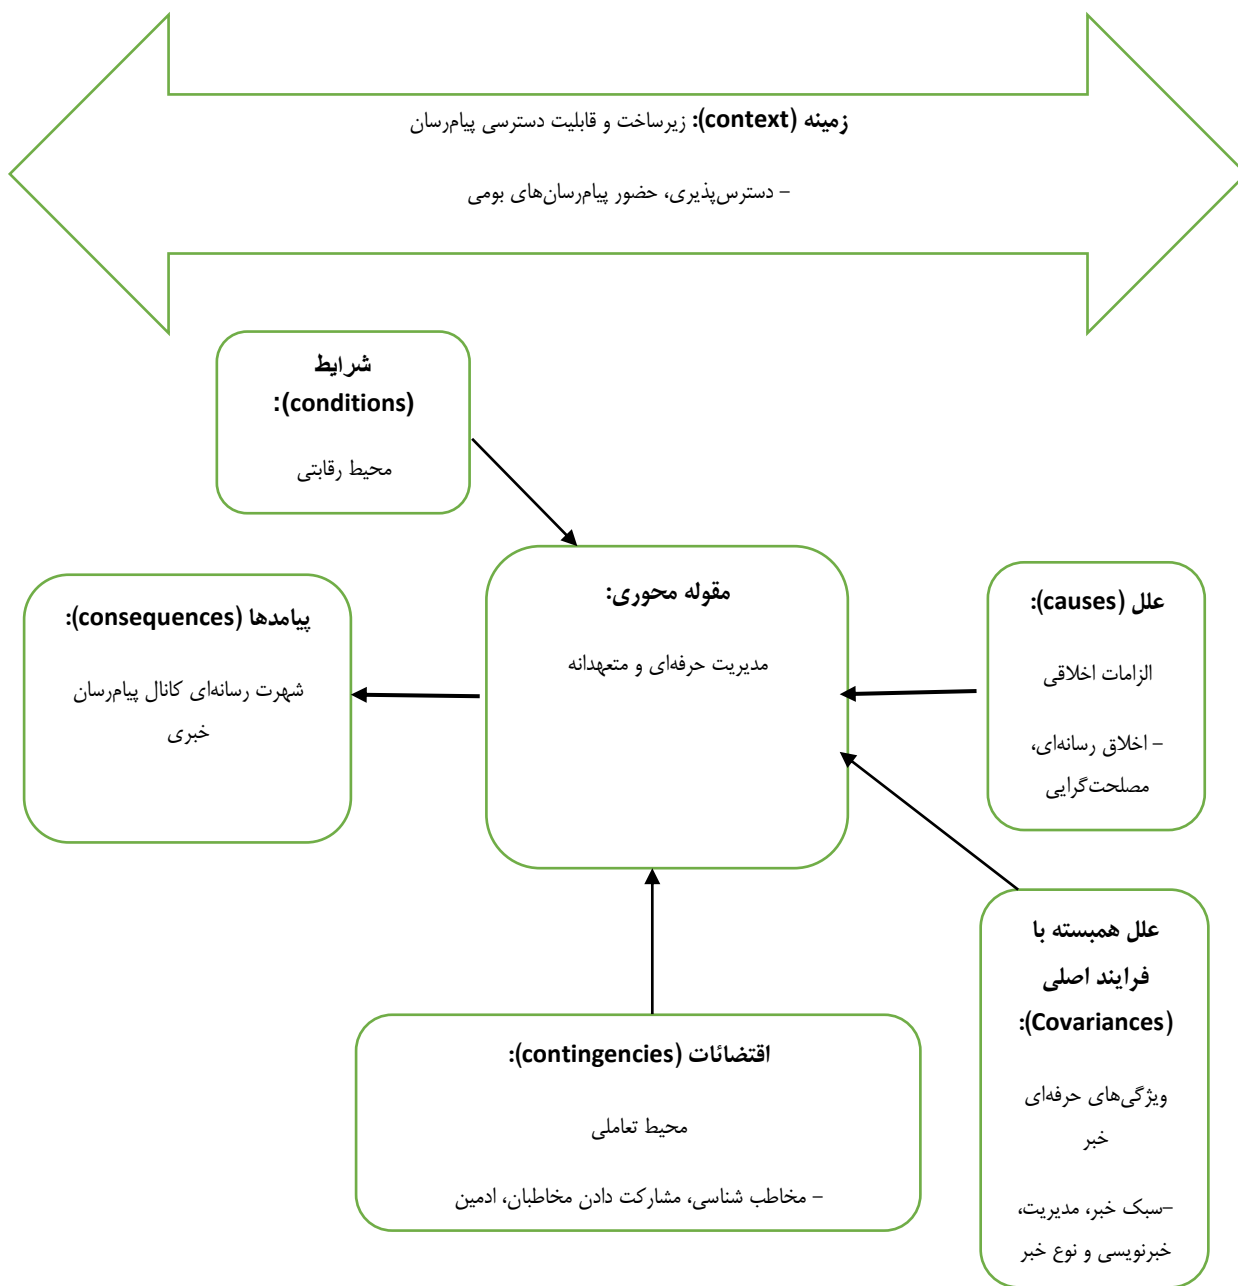 زمینه (context): زیرساخت و قابلیت دسترسی پیام‌رسان
– دسترس‌پذیری، حضور پیام‌رسان‌های بومی
شرایط
(conditions):
محیط رقابتی
مقوله محوری:
مدیریت حرفه‌ای و متعهدانه
علل (causes):
الزامات اخلاقی
– اخلاق رسانه‌ای،
مصلحت‌گرایی
پیامدها (consequences):
شهرت رسانه‌ای کانال پیام‌رسان
خبری
علل همبسته با
فرایند اصلی
(Covariances):
ویژگی‌های حرفه‌ای
خبر
–سبک خبر، مدیریت،
خبرنویسی و نوع خبر
اقتضائات (contingencies):
محیط تعاملی
– مخاطب شناسی، مشارکت دادن مخاطبان، ادمین